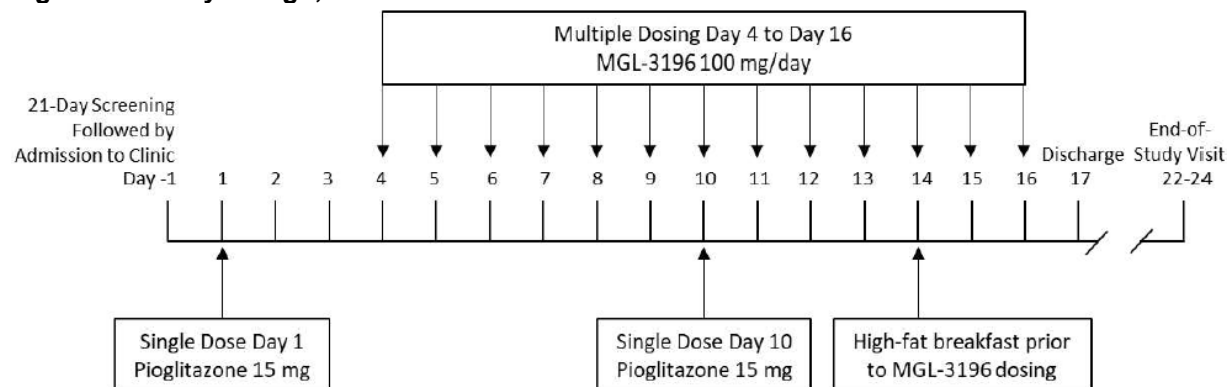 Multiple Dosing Day 4 to Day 16
MGL-3196 100 mg/day
21-Day Screening
Followed by
Admission to Clinic
Day -1 1 2 3 4 5 6 7 8 9 10 11 12 13 14 15 16 17 22-24
Discharge
End-of-
Study Visit
Single Dose Day 1
Pioglitazone 15 mg
Single Dose Day 10
Pioglitazone 15 mg
High-fat breakfast prior
to MGL-3196 dosing